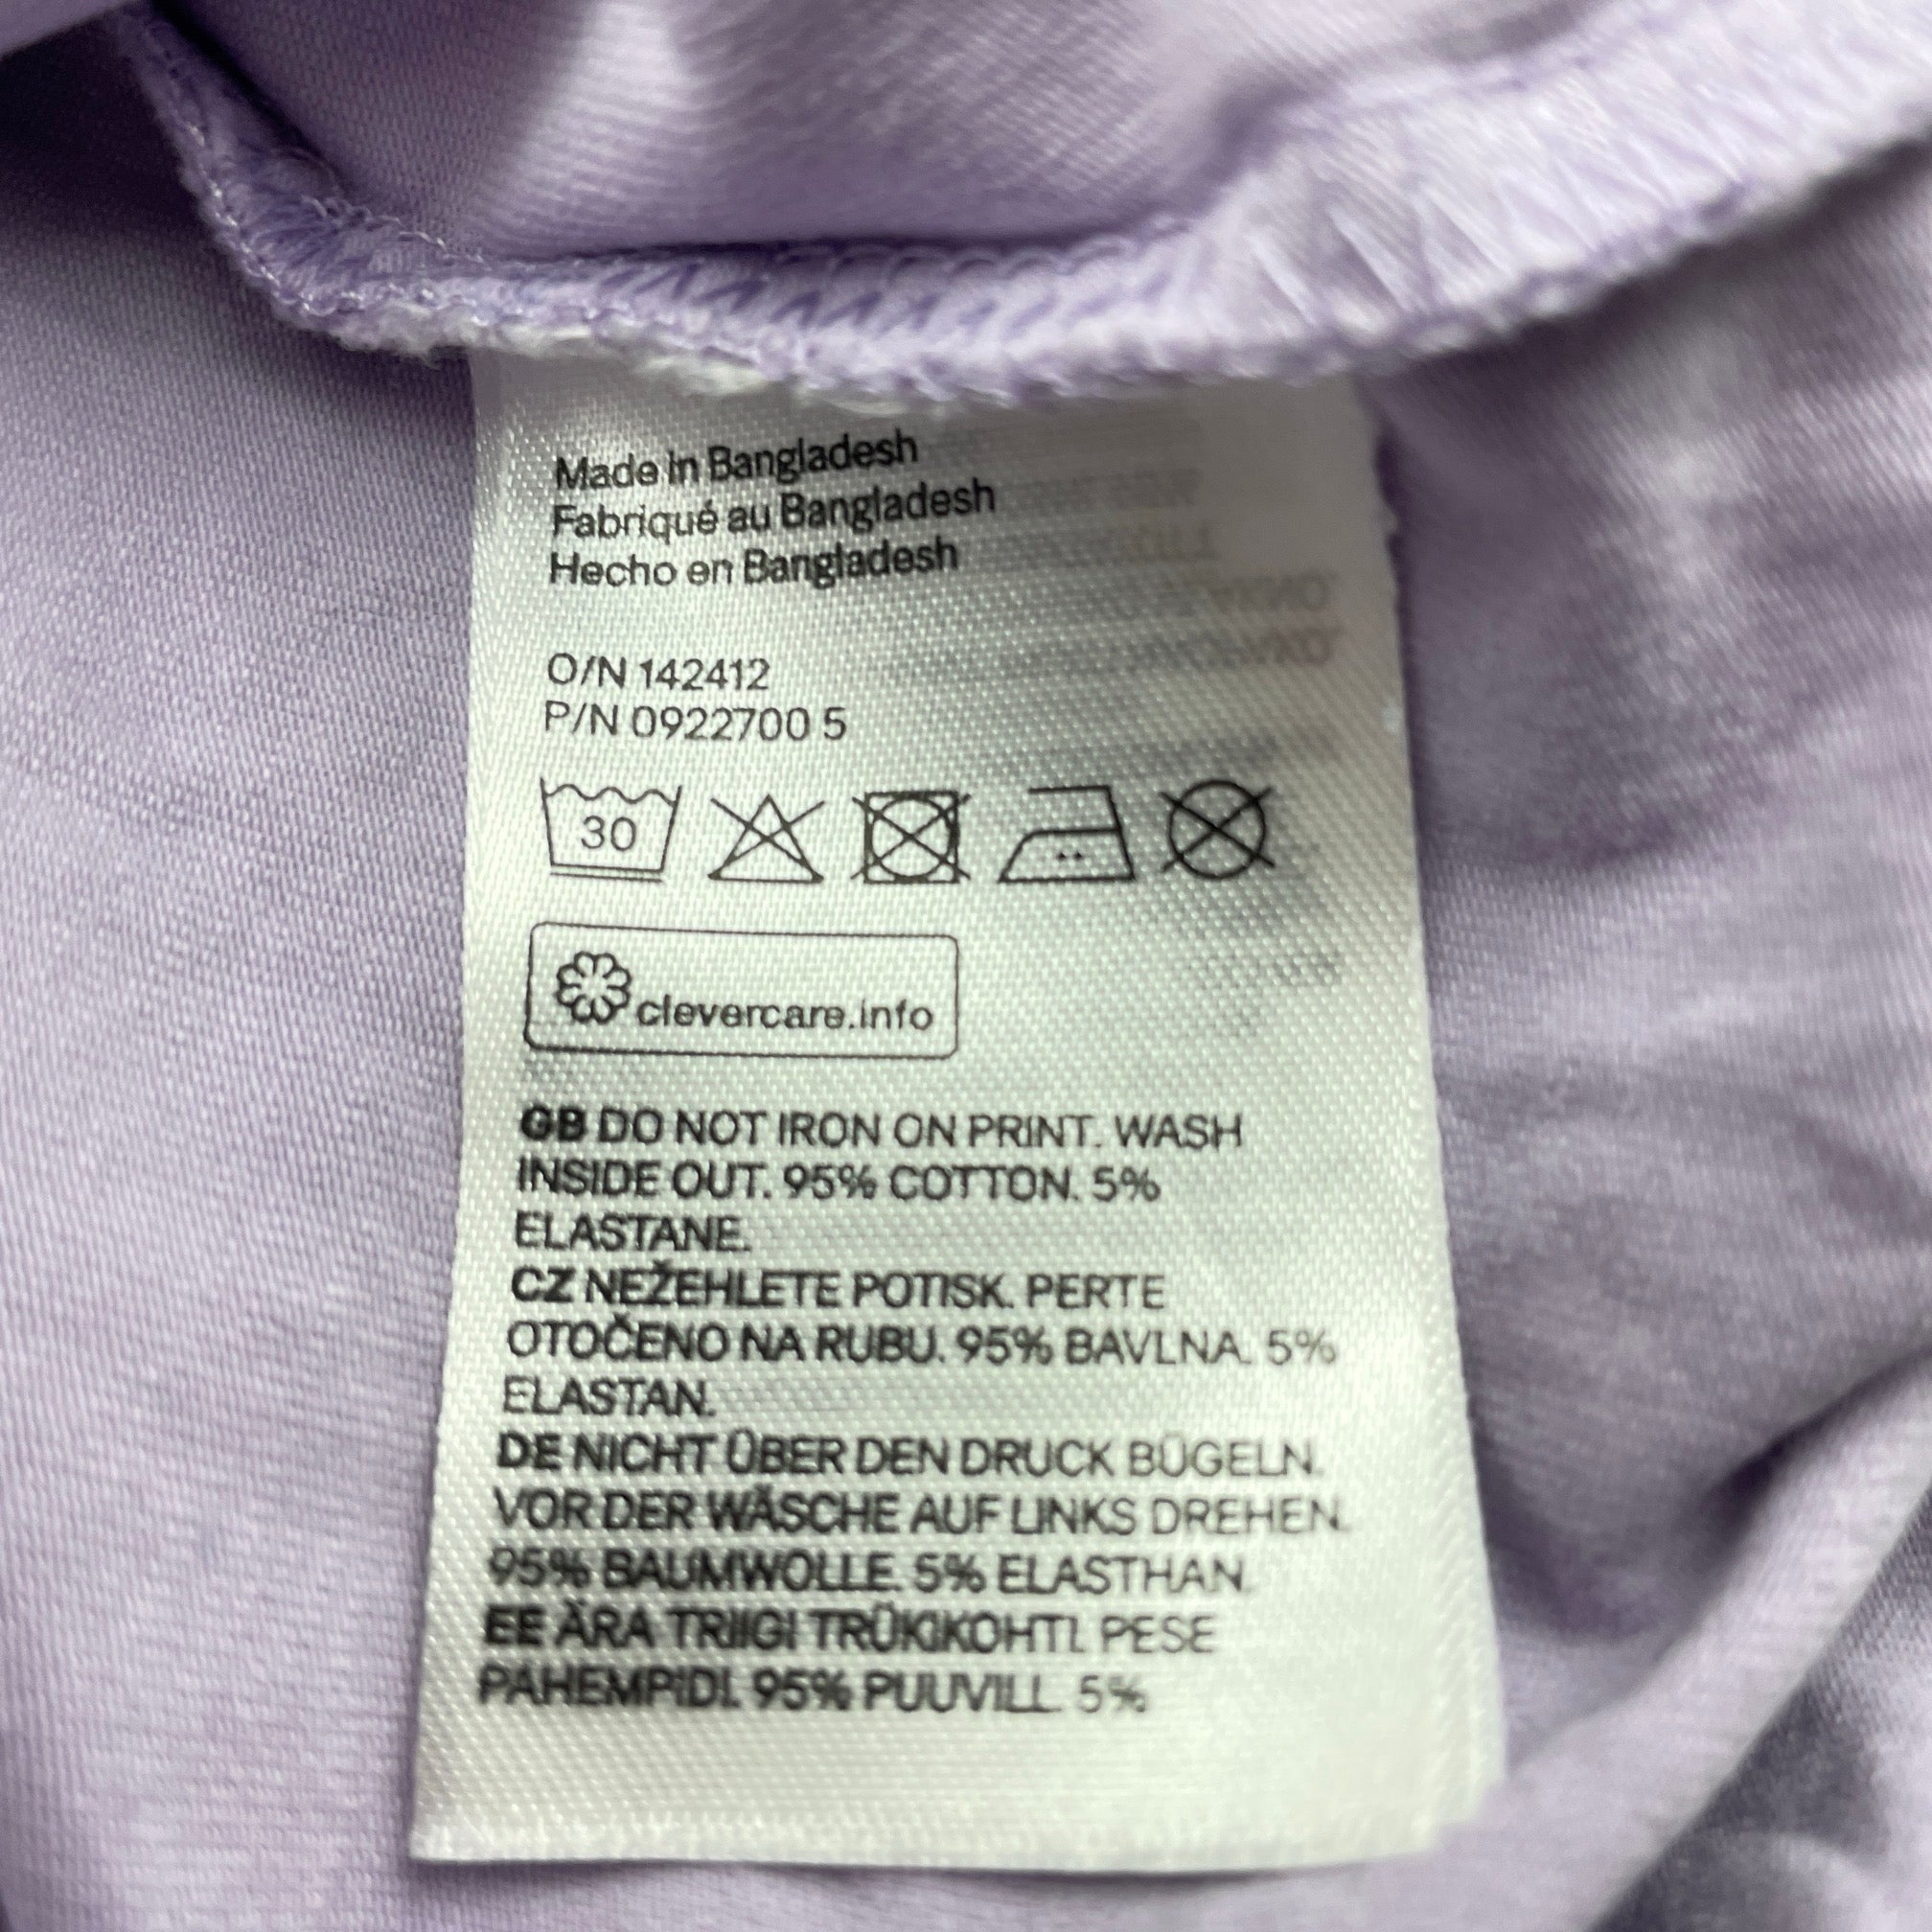 Made in Bangladesh
Fabriqué au Bangladesh
Hecho en Bangladesh
O/N 142412
P/N 0922700 5
30
clevercare.info
GB DO NOT IRON ON PRINT. WASH
INSIDE OUT. 95% COTTON. 5%
ELASTANE.
CZ NEŽEHLETE POTISK. PERTE
OTOČENO NA RUBU. 95% BAVLNA. 5%
ELASTAN.
DE NICHT ÜBER DEN DRUCK BÜGELN.
VOR DER WÄSCHE AUF LINKS DREHEN.
95% BAUMWOLLE. 5% ELASTHAN.
EE ÄRA TRIIGI TRÜKIKOHTI. PESE
PAHEMPIDI. 95% PUUVILL. 5%